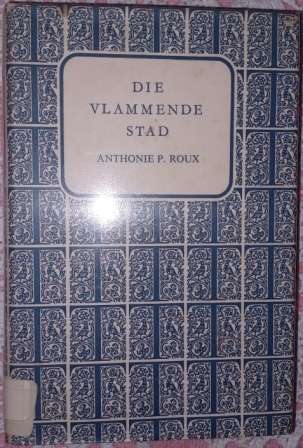 DIE
VLAMMENDE
STAD
ANTHONIE P. ROUX